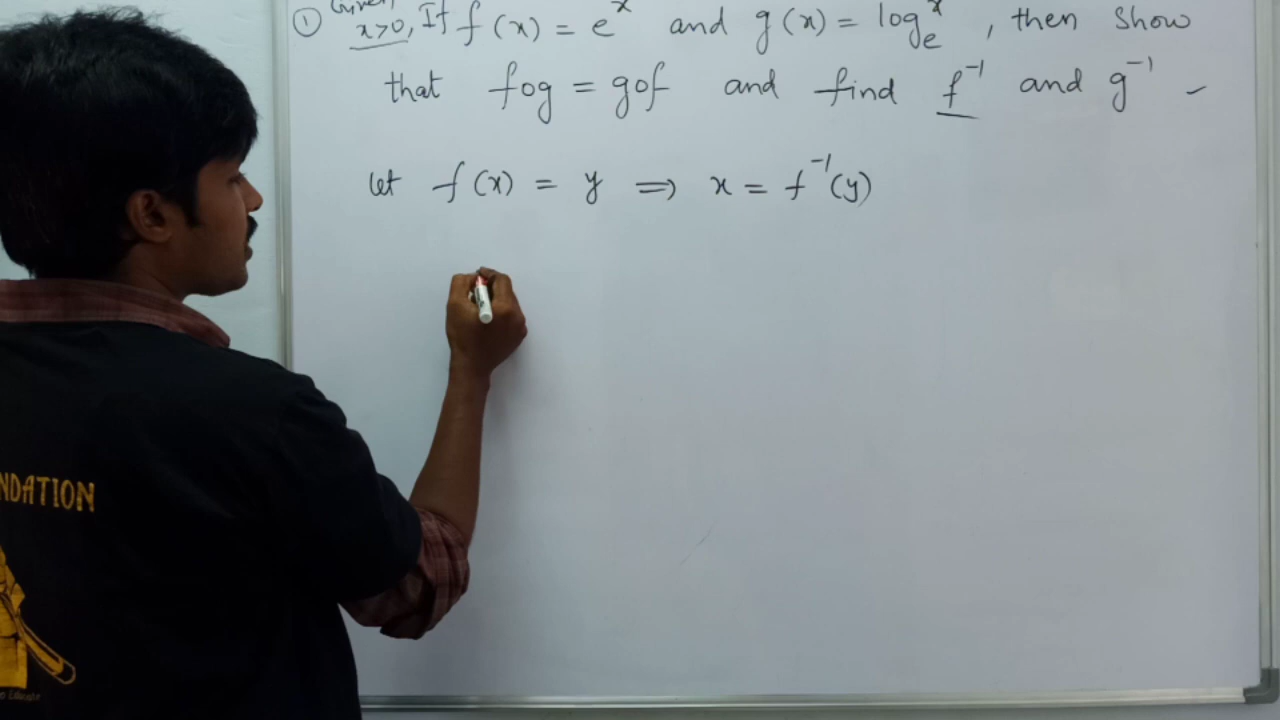 ① Given
x>0, If f(x) = e^x and g(x) = log_e^x, then show
that fog = gof and find f^-1 and g^-1
let f(x) = y ⟹ x = f^-1(y)
NDATION